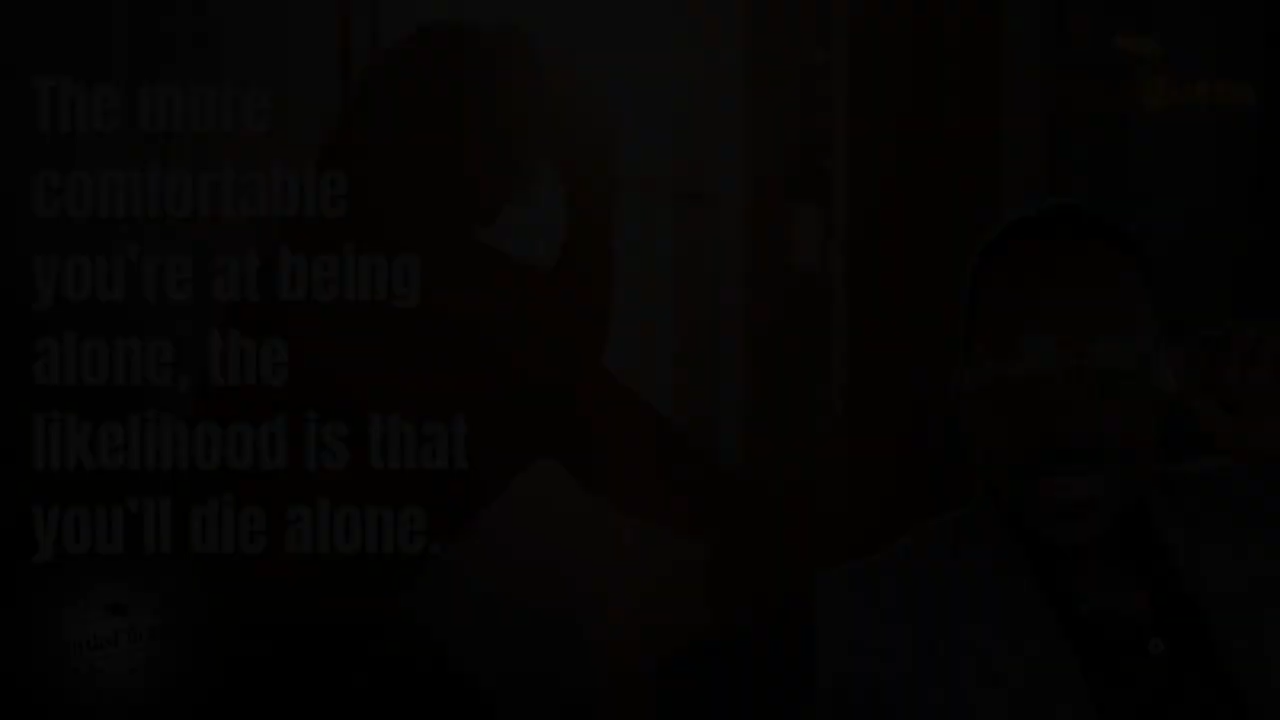 The more
comfortable
you're at being
alone, the
likelihood is that
you'll die alone.